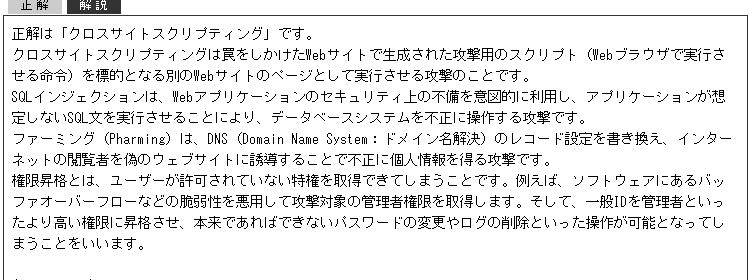 正解 解説
正解は「クロスサイトスクリプティング」です。
クロスサイトスクリプティングは罠をしかけたWebサイトで生成された攻撃用のスクリプト（Webブラウザで実行さ
せる命令）を標的となる別のWebサイトのページとして実行させる攻撃のことです。
SQLインジェクションは、Webアプリケーションのセキュリティ上の不備を意図的に利用し、アプリケーションが想
定しないSQL文を実行させることにより、データベースシステムを不正に操作する攻撃です。
ファーミング（Pharming）は、DNS（Domain Name System：ドメイン名解決）のレコード設定を書き換え、インター
ネットの閲覧者を偽のウェブサイトに誘導することで不正に個人情報を得る攻撃です。
権限昇格とは、ユーザーが許可されていない特権を取得できてしまうことです。例えば、ソフトウェアにあるバッ
ファオーバーフローなどの脆弱性を悪用して攻撃対象の管理者権限を取得します。そして、一般IDを管理者といっ
たより高い権限に昇格させ、本来であればできないパスワードの変更やログの削除といった操作が可能となってし
まうことをいいます。